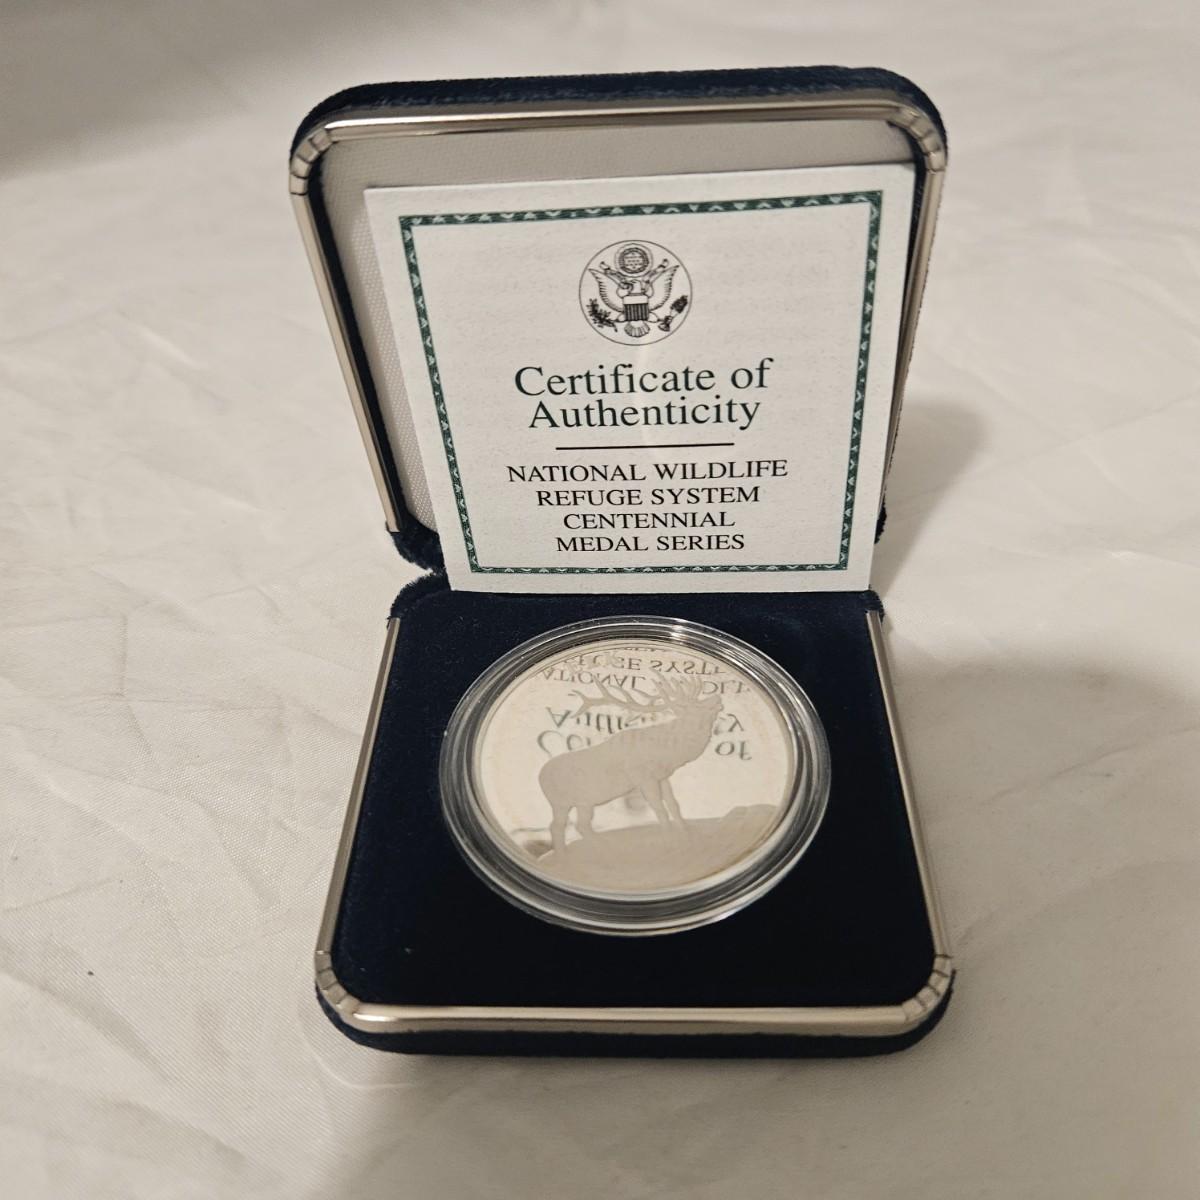 Certificate of
Authenticity
NATIONAL WILDLIFE
REFUGE SYSTEM
CENTENNIAL
MEDAL SERIES